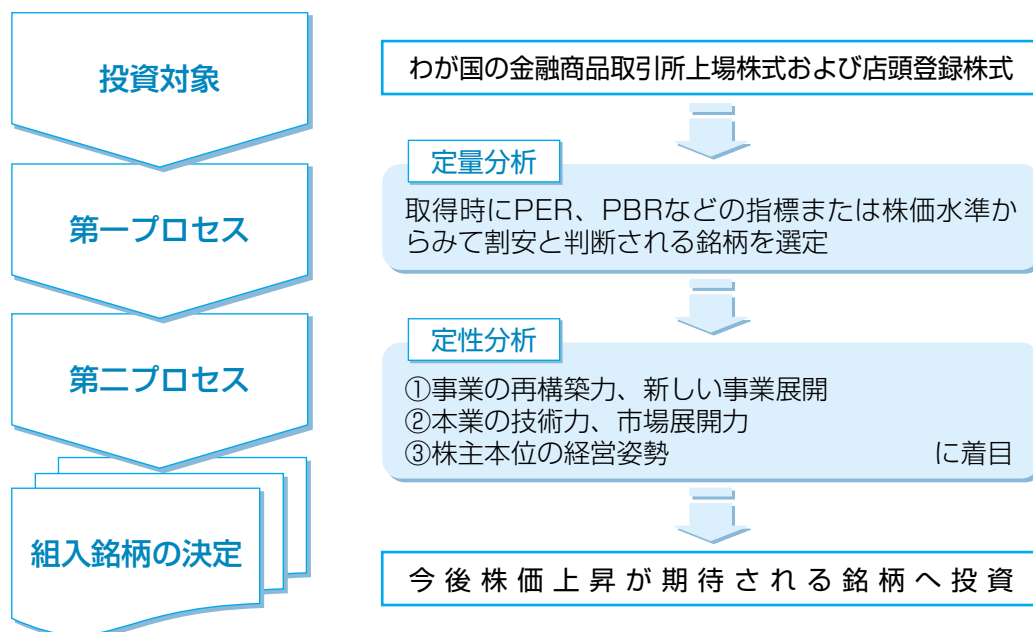 投資対象
わが国の金融商品取引所上場株式および店頭登録株式
第一プロセス
定量分析
取得時にPER、PBRなどの指標または株価水準か
らみて割安と判断される銘柄を選定
第二プロセス
定性分析
①事業の再構築力、新しい事業展開
②本業の技術力、市場展開力
③株主本位の経営姿勢 に着目
組入銘柄の決定
今後株価上昇が期待される銘柄へ投資